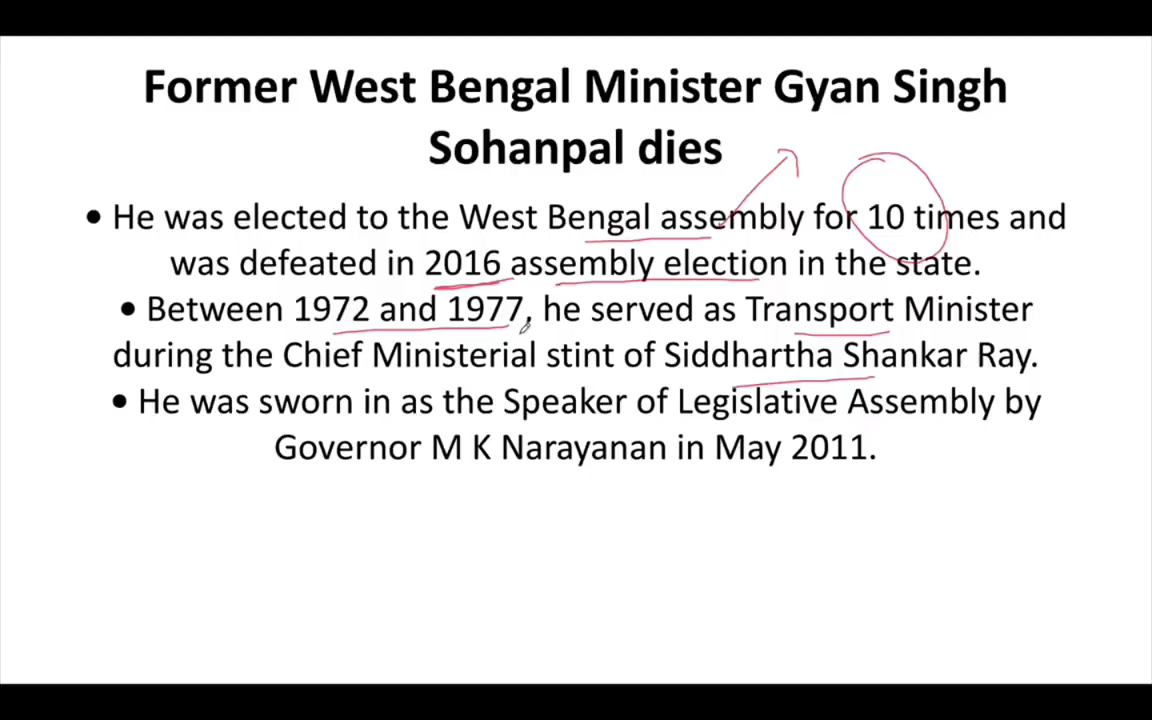 Former West Bengal Minister Gyan Singh
Sohanpal dies
• He was elected to the West Bengal assembly for 10 times and
was defeated in 2016 assembly election in the state.
• Between 1972 and 1977, he served as Transport Minister
during the Chief Ministerial stint of Siddhartha Shankar Ray.
• He was sworn in as the Speaker of Legislative Assembly by
Governor M K Narayanan in May 2011.